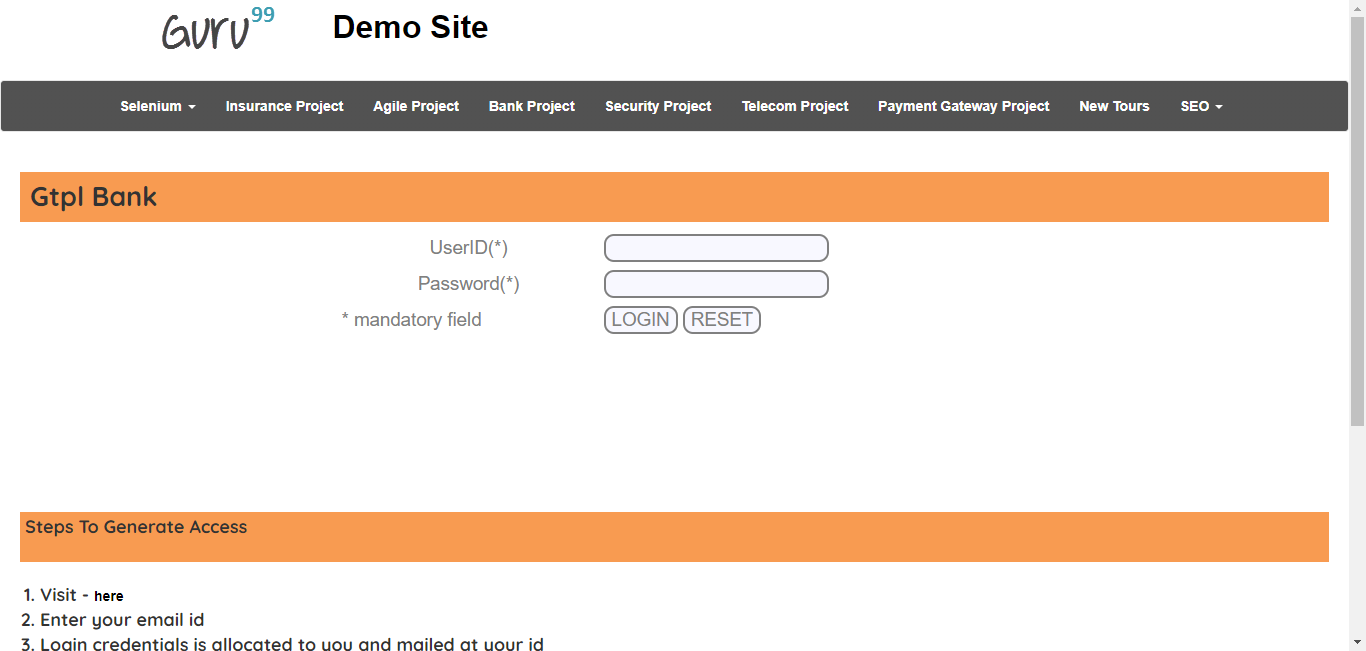 Guru99 Demo Site
Selenium Insurance Project Agile Project Bank Project Security Project Telecom Project Payment Gateway Project New Tours SEO
Gtpl Bank
UserID(*)
Password(*)
* mandatory field LOGIN RESET
Steps To Generate Access
1. Visit - here
2. Enter your email id
3. Login credentials is allocated to you and mailed at your id